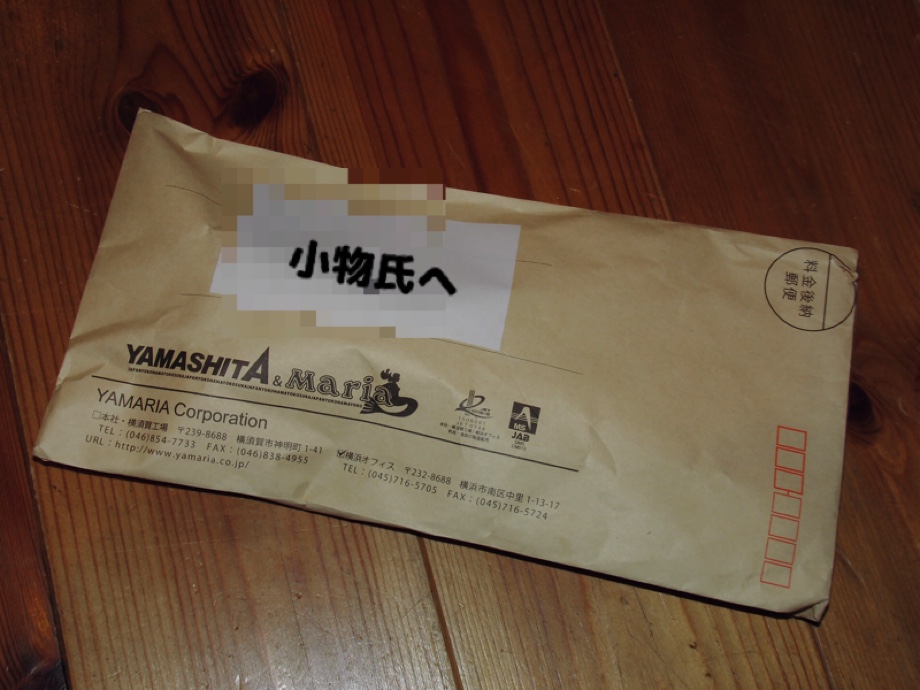 小物氏へ
料金後納
郵便
YAMASHITA & Maria
YAMARIA Corporation
□本社・横須賀工場 〒239-8688 横須賀市神明町1-41
TEL：(046)854-7733 FAX：(046)838-4955
URL：http://www.yamaria.co.jp/
横浜オフィス 〒232-8688 横浜市南区中里1-13-17
TEL：(045)716-5705 FAX：(045)716-5724
MS
JAB